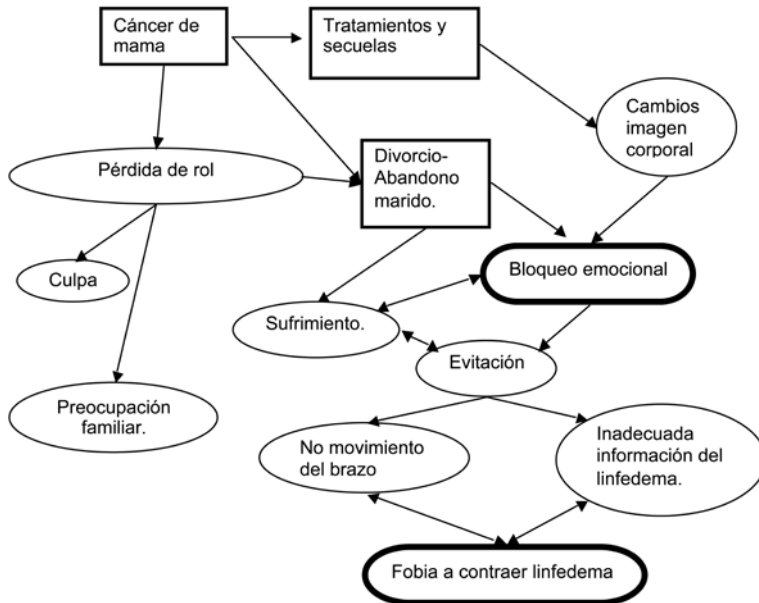 Cáncer de
mama
Tratamientos y
secuelas
Cambios
imagen
corporal
Pérdida de rol
Divorcio-
Abandono
marido.
Culpa
Bloqueo emocional
Sufrimiento.
Evitación
Preocupación
familiar.
No movimiento
del brazo
Inadecuada
información del
linfedema.
Fobia a contraer linfedema